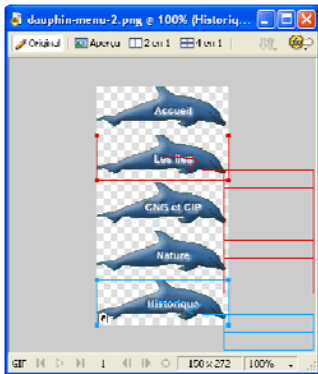 dauphin-menu-2.png @ 100% (Historiq...
Original Aperçu 2 en 1 4 en 1
Accueil
Les îles
GNG et GIP
Nature
Historique
GIF 1 150 x 272 100%